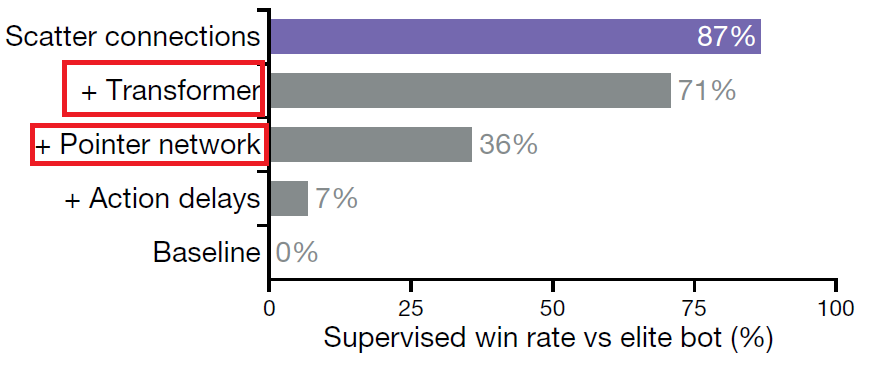 Scatter connections 87%
+ Transformer 71%
+ Pointer network 36%
+ Action delays 7%
Baseline 0%
0 25 50 75 100
Supervised win rate vs elite bot (%)